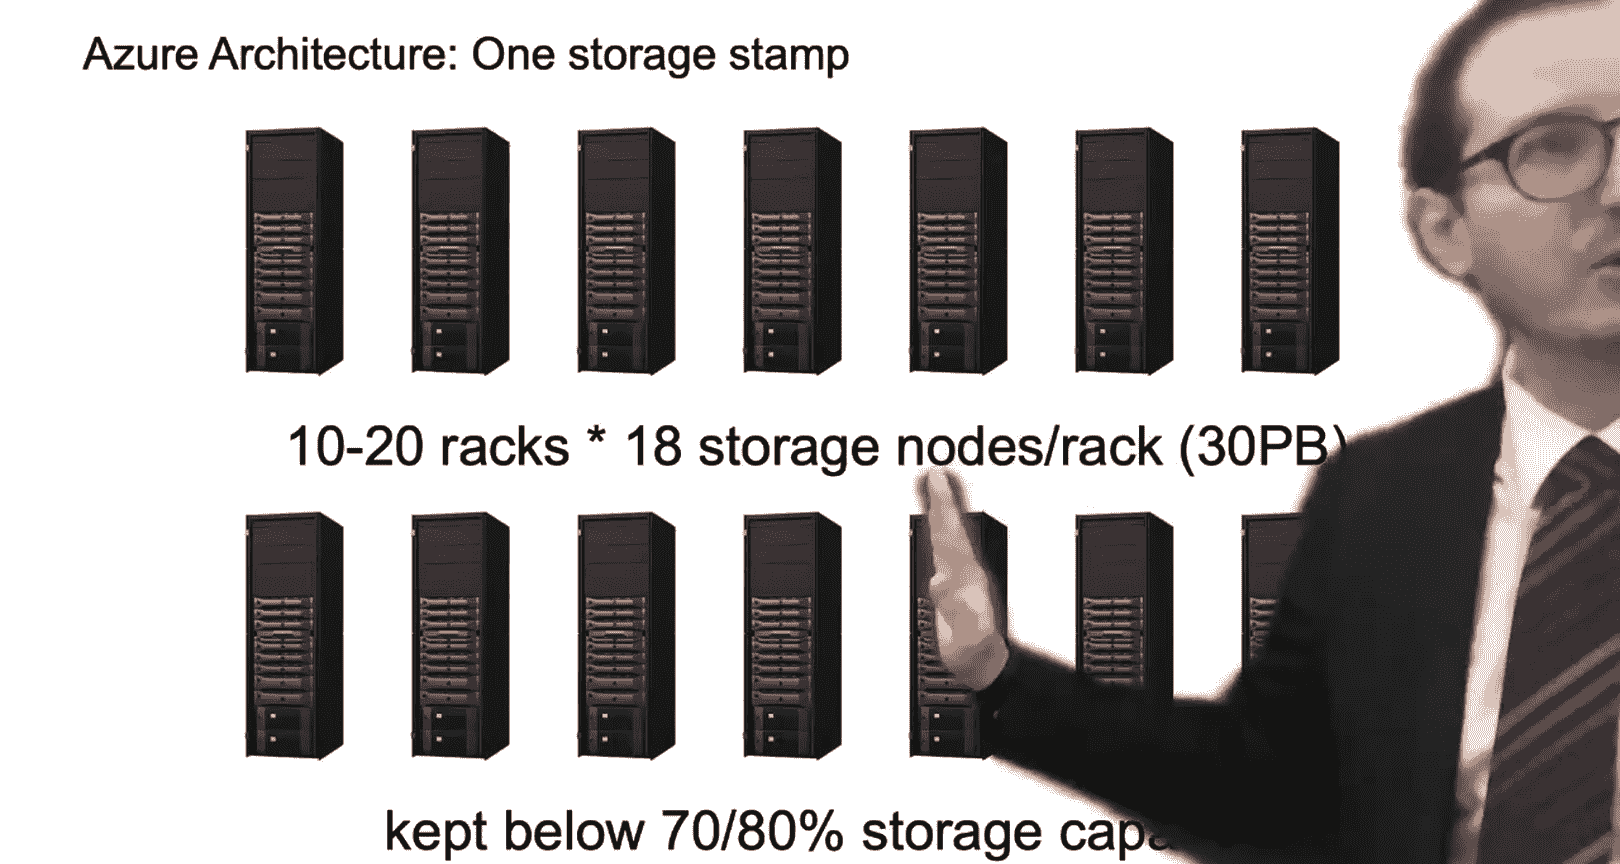 Azure Architecture: One storage stamp
10-20 racks * 18 storage nodes/rack (30PB)
kept below 70/80% storage